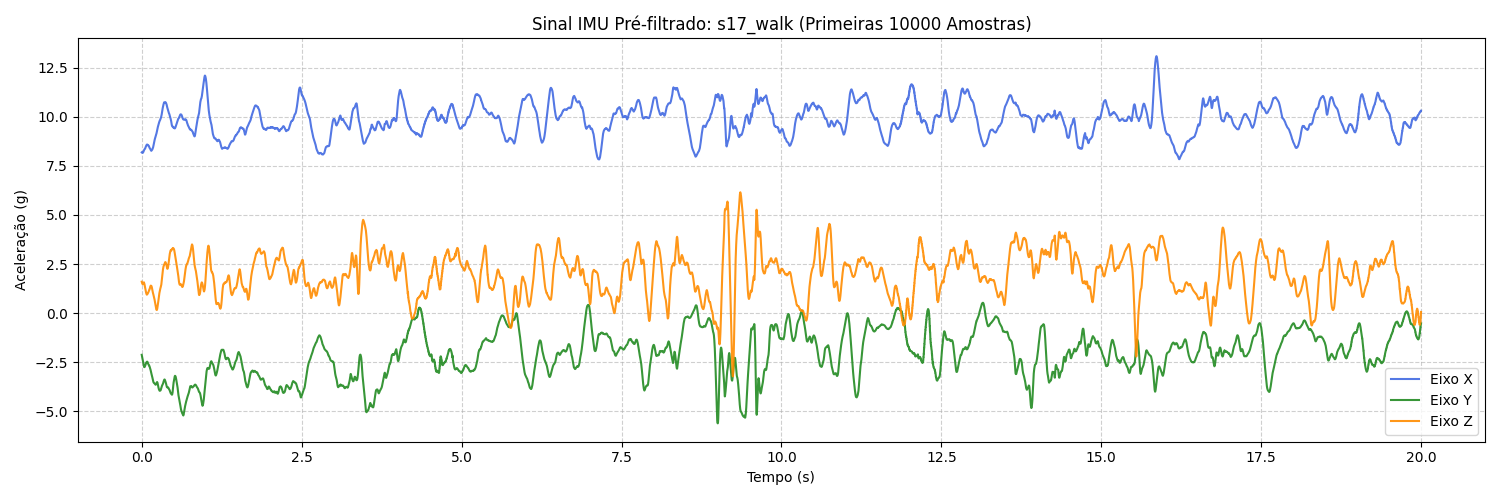 Sinal IMU Pré-filtrado: s17_walk (Primeiras 10000 Amostras)
Aceleração (g)
12.5
10.0
7.5
5.0
2.5
0.0
−2.5
−5.0
Eixo X
Eixo Y
Eixo Z
0.0 2.5 5.0 7.5 10.0 12.5 15.0 17.5 20.0
Tempo (s)